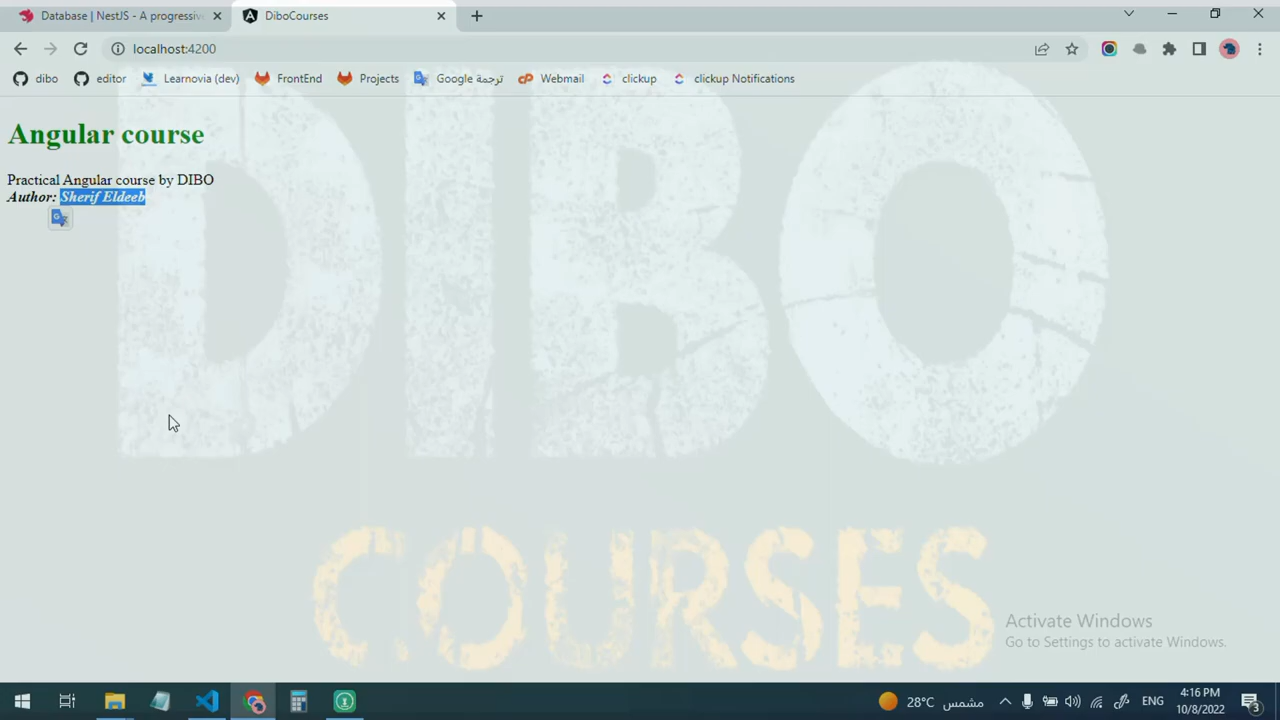 Database | NestJS - A progressive
DiboCourses
localhost:4200
dibo
editor
Learnovia (dev)
FrontEnd
Projects
Google ترجمة
Webmail
clickup
clickup Notifications
Angular course
Practical Angular course by DIBO
Author: Sherif Eldeeb
DIBO
COURSES
Activate Windows
Go to Settings to activate Windows.
28°C مشمس
ENG
4:16 PM
10/8/2022
3